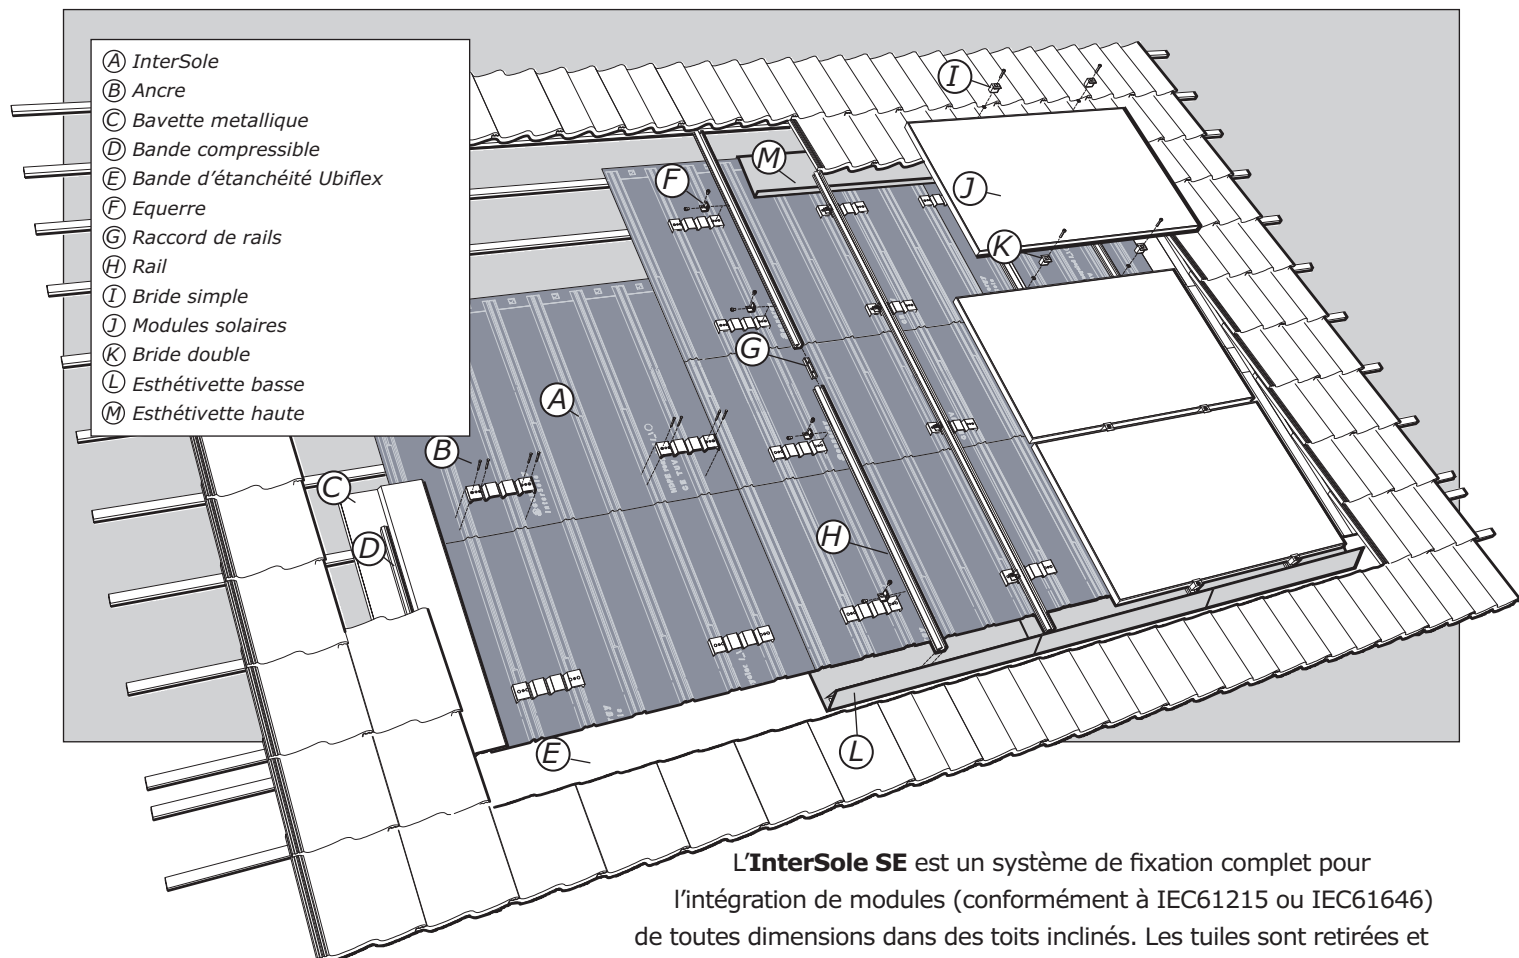 A InterSole
B Ancre
C Bavette metallique
D Bande compressible
E Bande d'étanchéité Ubiflex
F Equerre
G Raccord de rails
H Rail
I Bride simple
J Modules solaires
K Bride double
L Esthétivette basse
M Esthétivette haute
I
M
J
F
K
G
A
B
C
D
H
E
L
L'InterSole SE est un système de fixation complet pour
l'intégration de modules (conformément à IEC61215 ou IEC61646)
de toutes dimensions dans des toits inclinés. Les tuiles sont retirées et